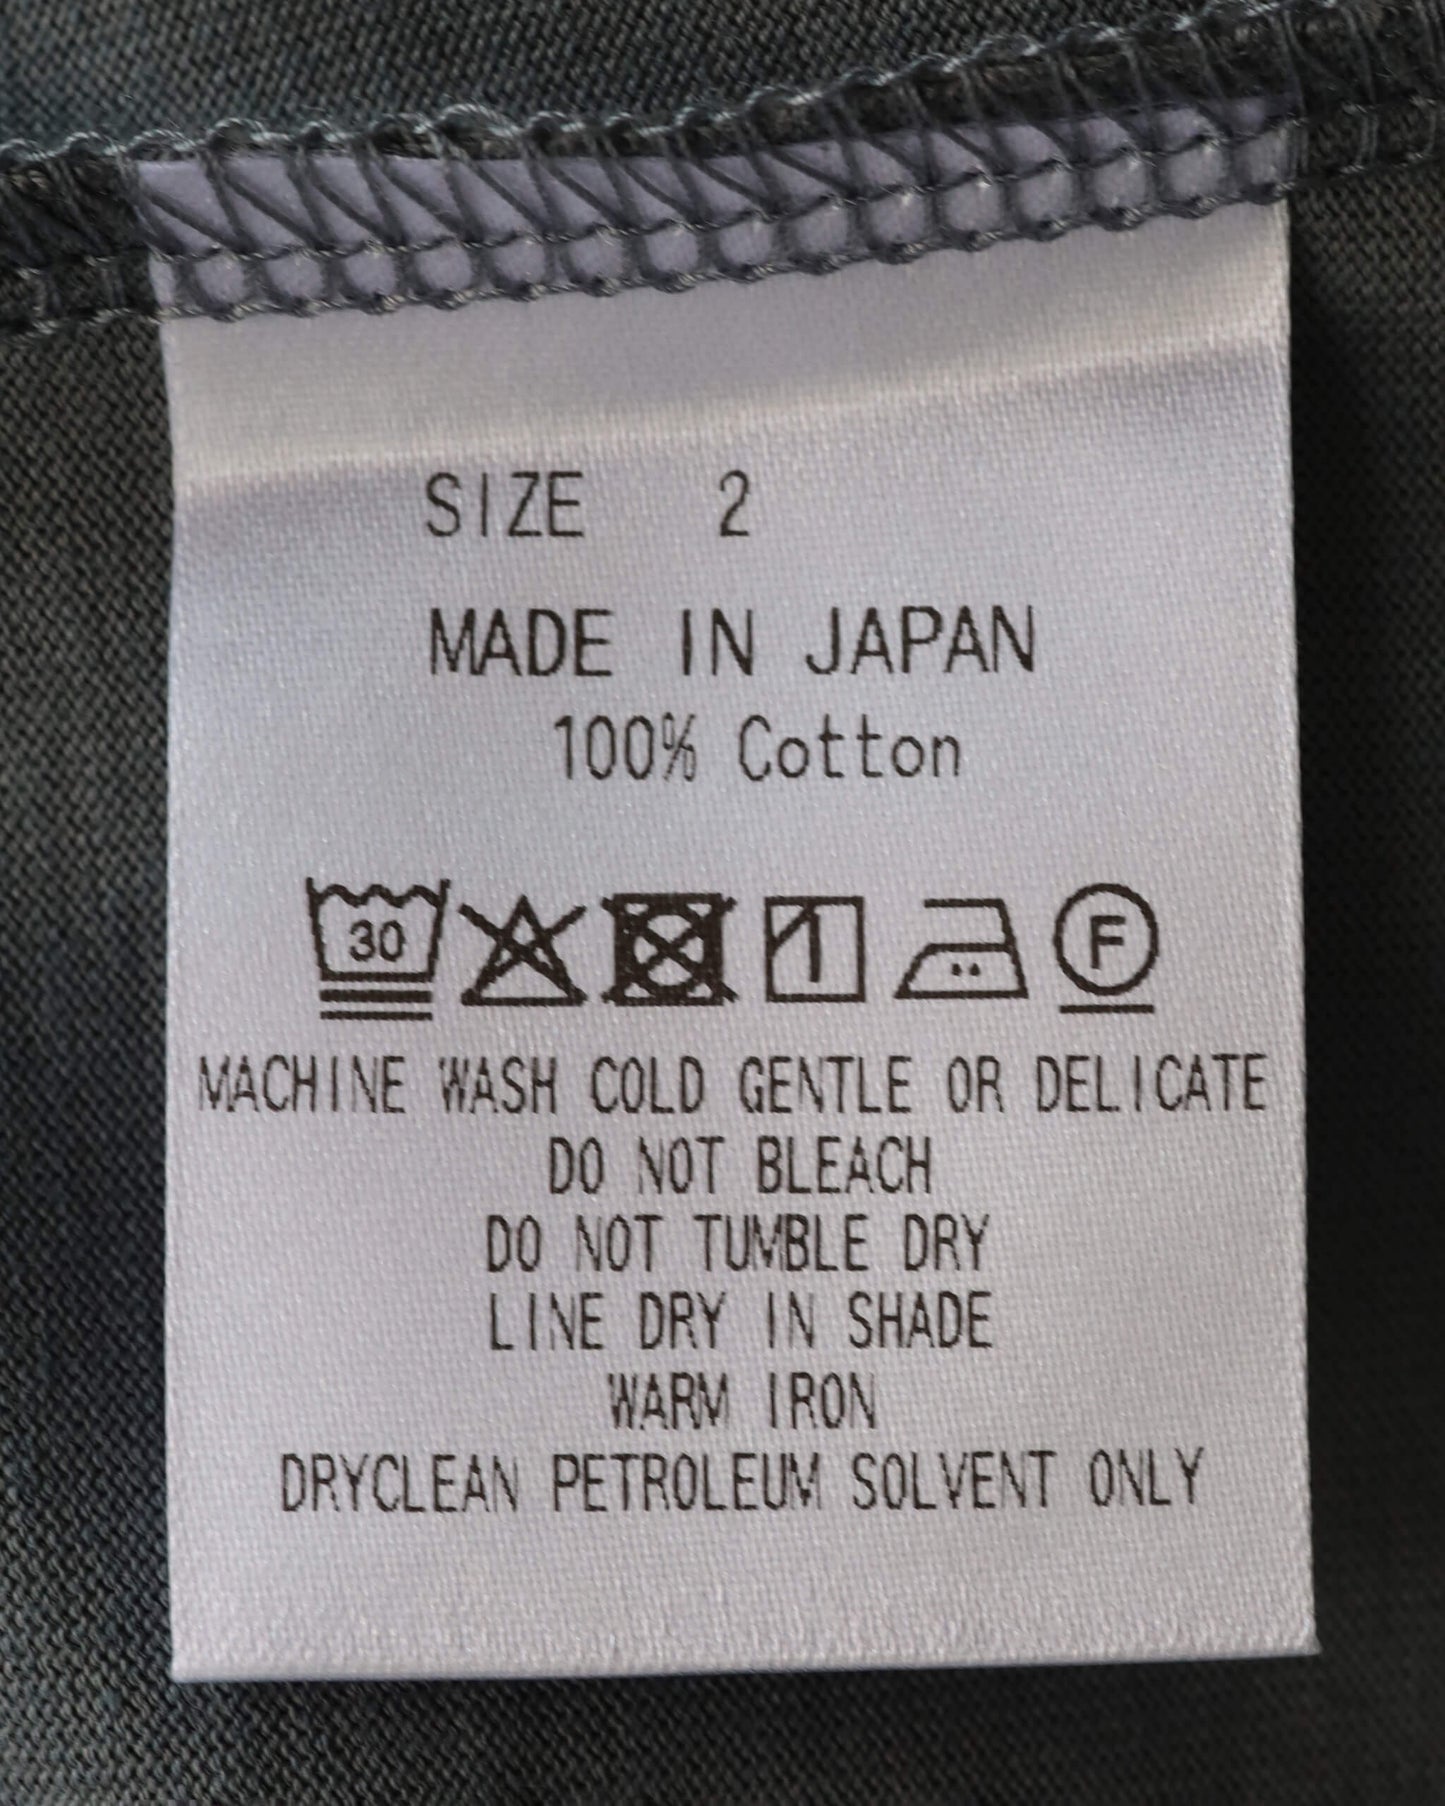 SIZE 2
MADE IN JAPAN
100% Cotton
30 F
MACHINE WASH COLD GENTLE OR DELICATE
DO NOT BLEACH
DO NOT TUMBLE DRY
LINE DRY IN SHADE
WARM IRON
DRYCLEAN PETROLEUM SOLVENT ONLY